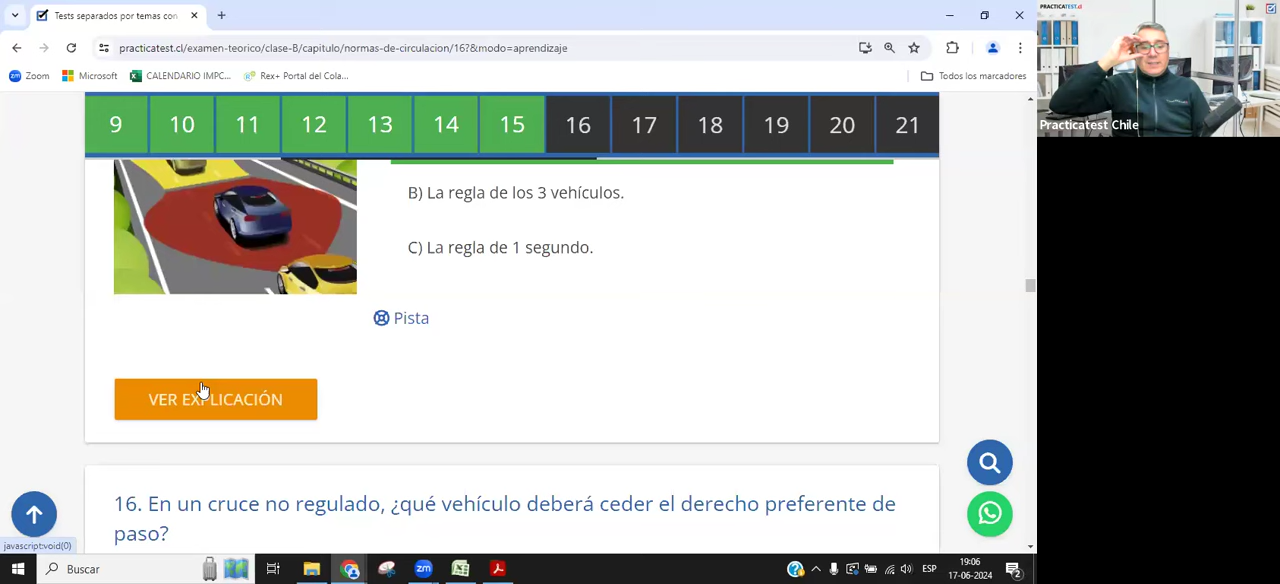 Tests separados por temas con
practicatest.cl/examen-teorico/clase-B/capitulo/normas-de-circulacion/167&modo=aprendizaje
Zoom
Microsoft
CALENDARIO IMPC...
Rex+ Portal del Cola...
Todos los marcadores
PRACTICATEST.cl
Practicatest Chile
9 10 11 12 13 14 15 16 17 18 19 20 21
B) La regla de los 3 vehículos.
C) La regla de 1 segundo.
Pista
VER EXPLICACIÓN
16. En un cruce no regulado, ¿qué vehículo deberá ceder el derecho preferente de
paso?
javascript:void(0)
Buscar
ESP
19:06
17-06-2024
2